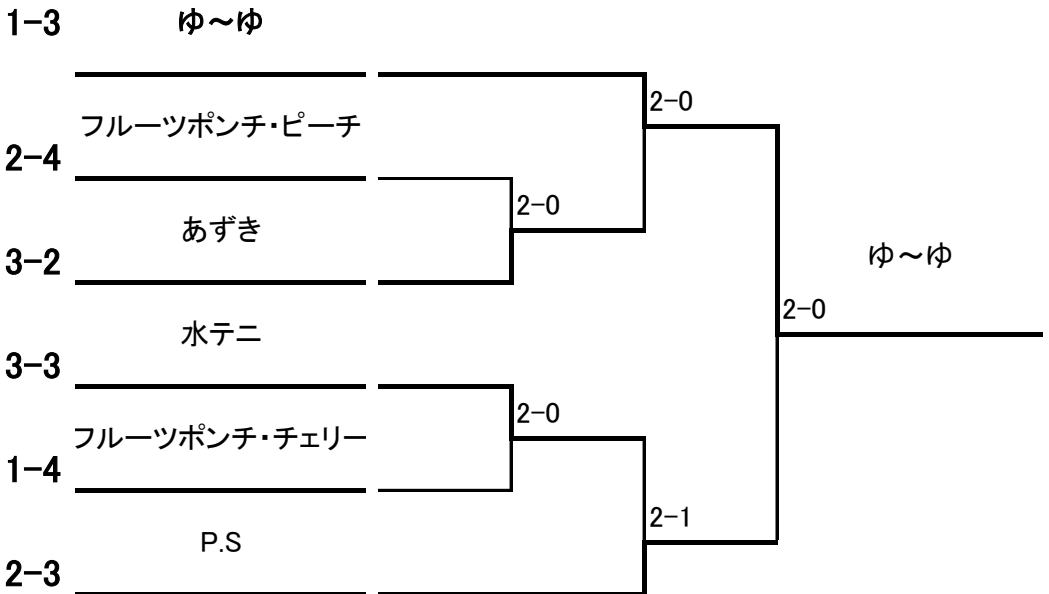 1-3 ゆ～ゆ
2-0
フルーツポンチ・ピーチ
2-4
2-0
あずき
3-2
ゆ～ゆ
2-0
水テニ
3-3
2-0
フルーツポンチ・チェリー
1-4
2-1
P.S
2-3